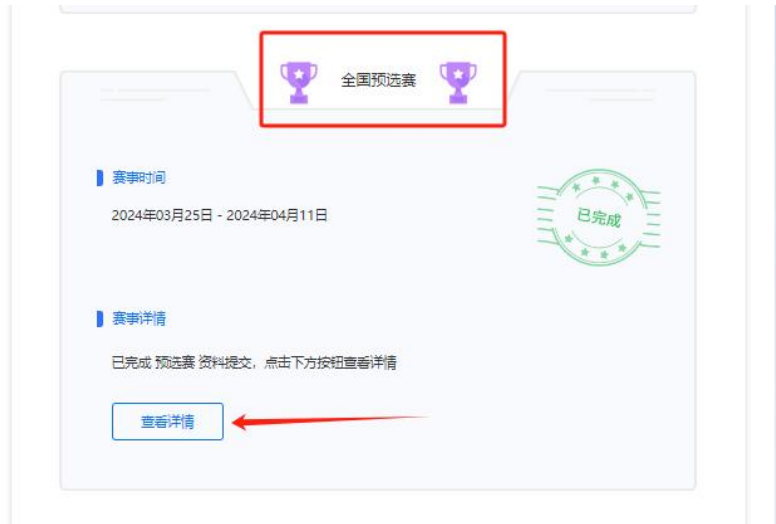 全国预选赛
赛事时间
2024年03月25日 - 2024年04月11日
已完成
赛事详情
已完成 预选赛 资料提交，点击下方按钮查看详情
查看详情